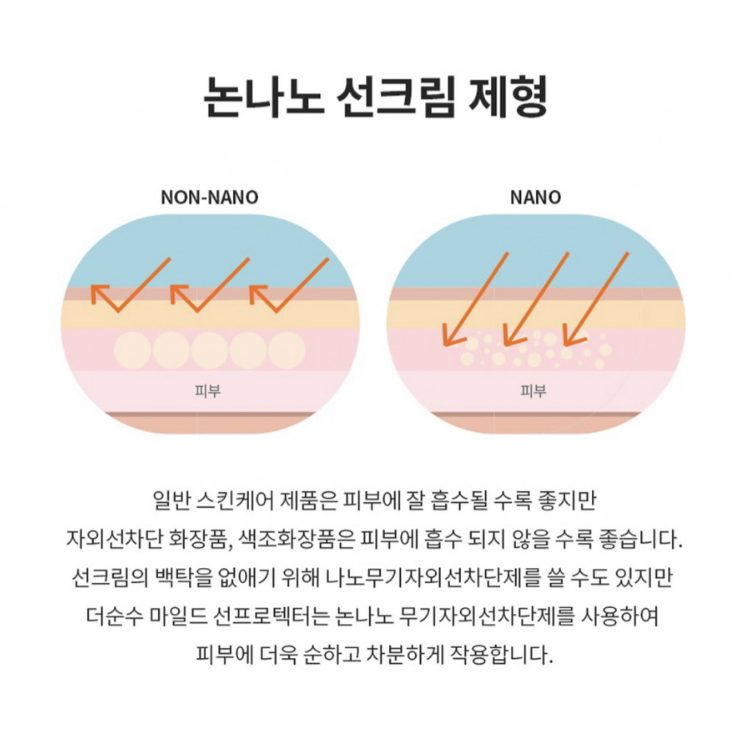 논나노 선크림 제형
NON-NANO
NANO
피부
피부
일반 스킨케어 제품은 피부에 잘 흡수될 수록 좋지만
자외선차단 화장품, 색조화장품은 피부에 흡수 되지 않을 수록 좋습니다.
선크림의 백탁을 없애기 위해 나노무기자외선차단제를 쓸 수도 있지만
더순수 마일드 선프로텍터는 논나노 무기자외선차단제를 사용하여
피부에 더욱 순하고 차분하게 작용합니다.